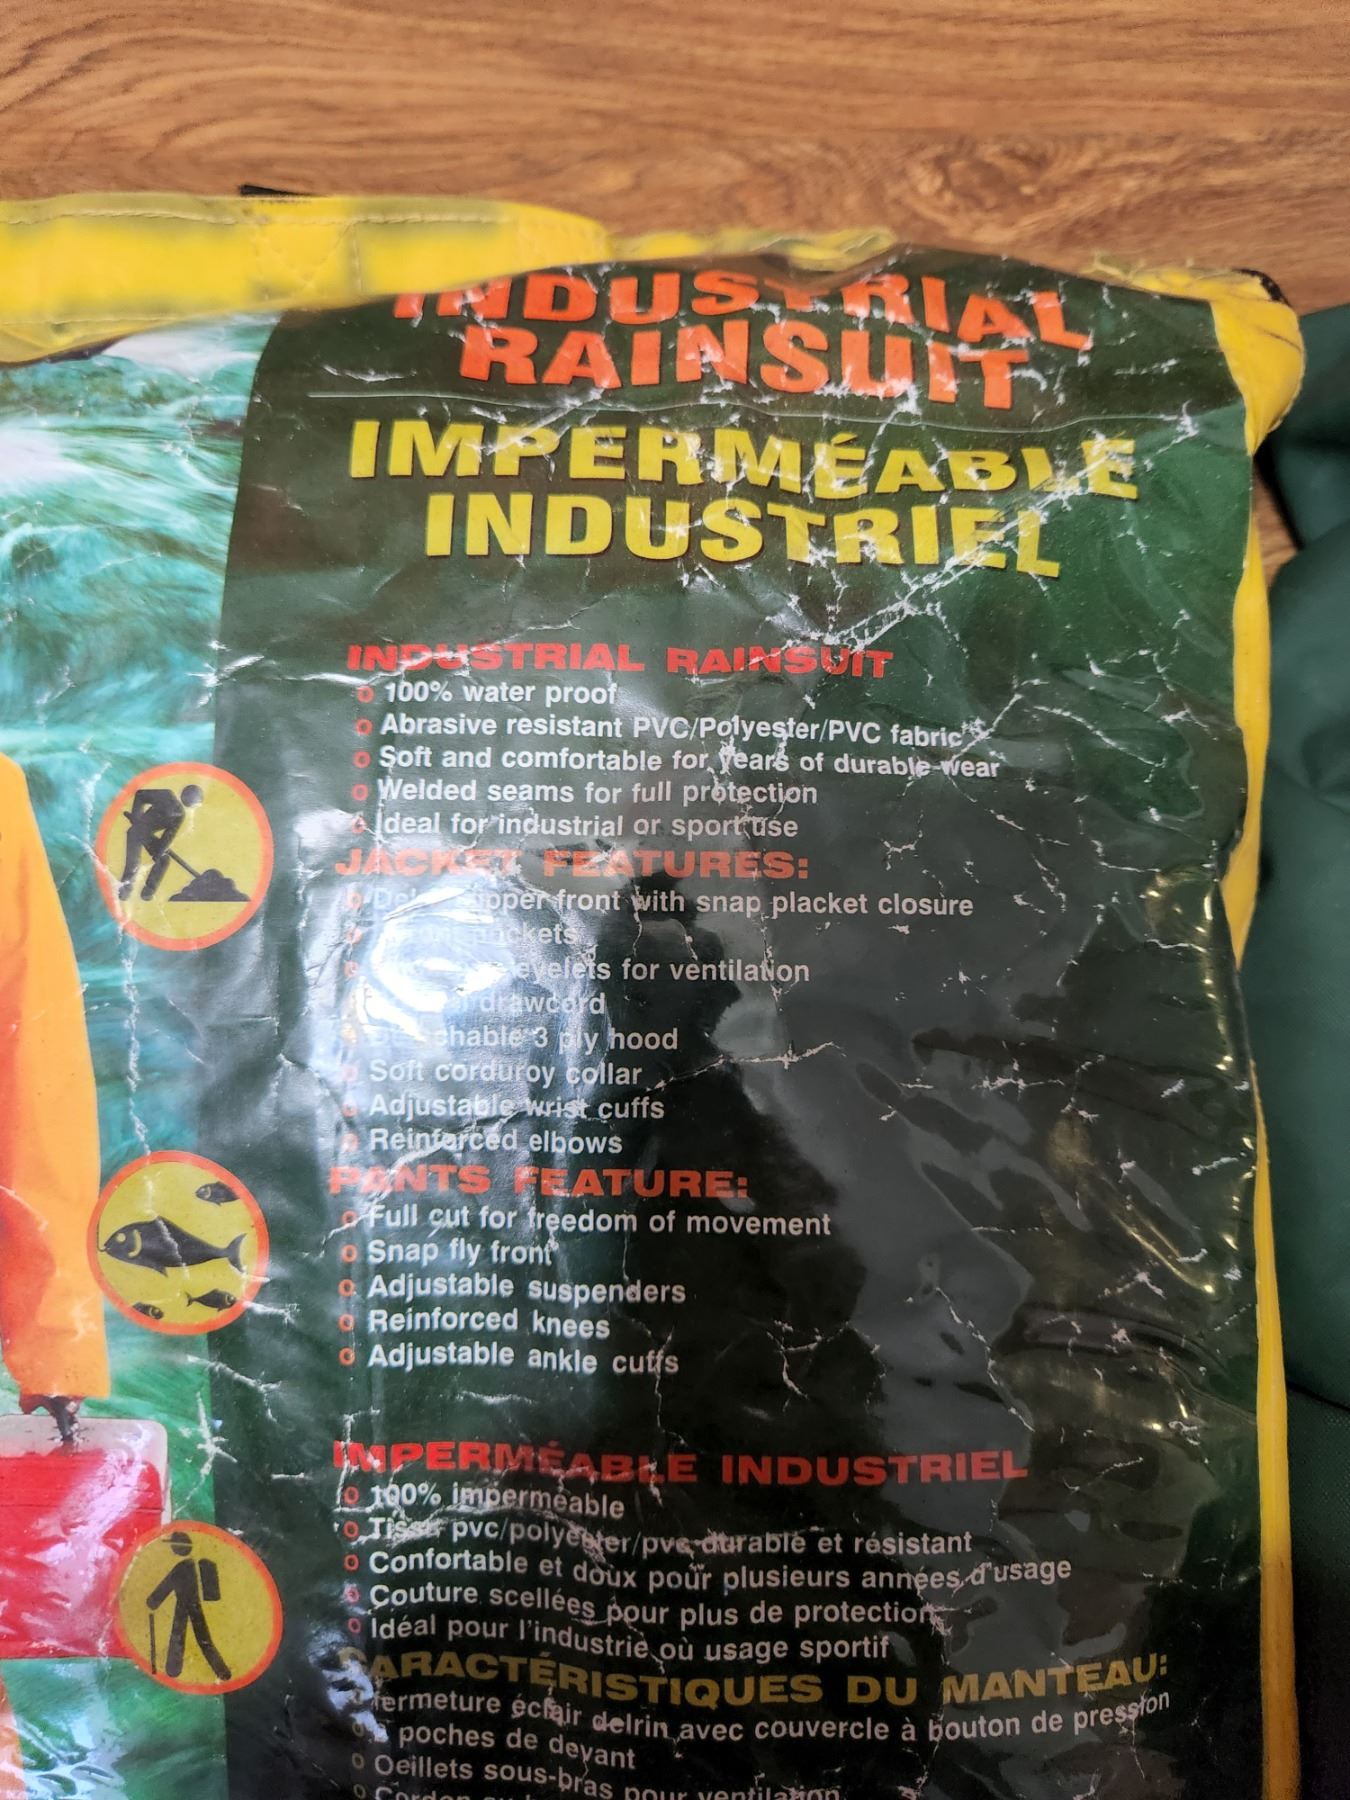 INDUSTRIAL
RAINSUIT
IMPERMÉABLE
INDUSTRIEL
INDUSTRIAL RAINSUIT
o 100% water proof
o Abrasive resistant PVC/Polyester/PVC fabric
o Soft and comfortable for years of durable wear
o Welded seams for full protection
o Ideal for industrial or sport use
JACKET FEATURES:
o front with snap placket closure
o pockets
o eyelets for ventilation
o drawcord
o 3 ply hood
o Soft corduroy collar
o Adjustable wrist cuffs
o Reinforced elbows
PANTS FEATURE:
o Full cut for freedom of movement
o Snap fly front
o Adjustable suspenders
o Reinforced knees
o Adjustable ankle cuffs
IMPERMÉABLE INDUSTRIEL
o 100% imperméable
o Tissu pvc/polyester/pvc durable et résistant
o Confortable et doux pour plusieurs années d'usage
o Couture scellées pour plus de protection
o Idéal pour l'industrie où usage sportif
CARACTÉRISTIQUES DU MANTEAU:
o fermeture éclair delrin avec couvercle à bouton de pression
o poches de devant
o Oeillets sous-bras pour ventilation
o Cordon